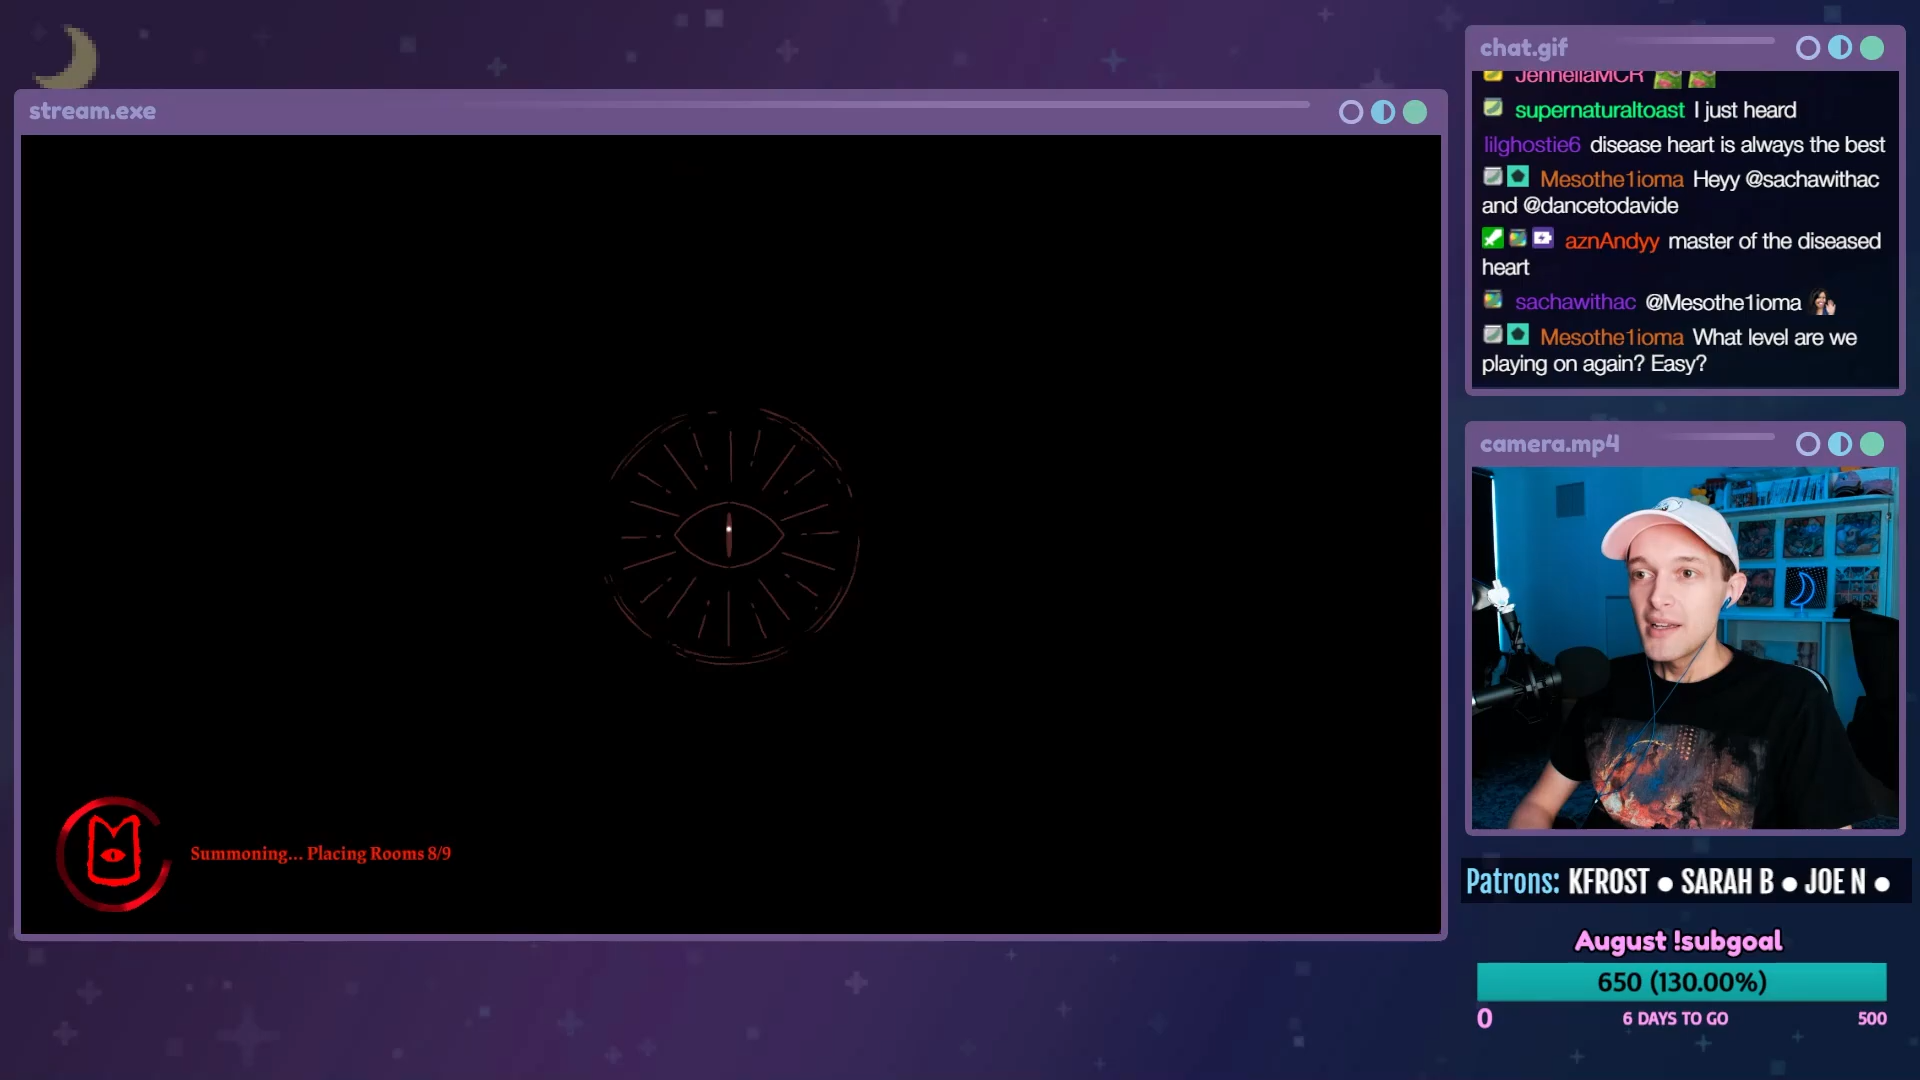 stream.exe
Summoning... Placing Rooms 8/9
chat.gif
JennellaMCR
supernaturaltoast I just heard
lilghostie6 disease heart is always the best
Mesothe1ioma Heyy @sachawithac
and @dancetodavide
aznAndyy master of the diseased
heart
sachawithac @Mesothe1ioma
Mesothe1ioma What level are we
playing on again? Easy?
camera.mp4
Patrons: KFROST ● SARAH B ● JOE N ●
August !subgoal
650 (130.00%)
0 6 DAYS TO GO 500